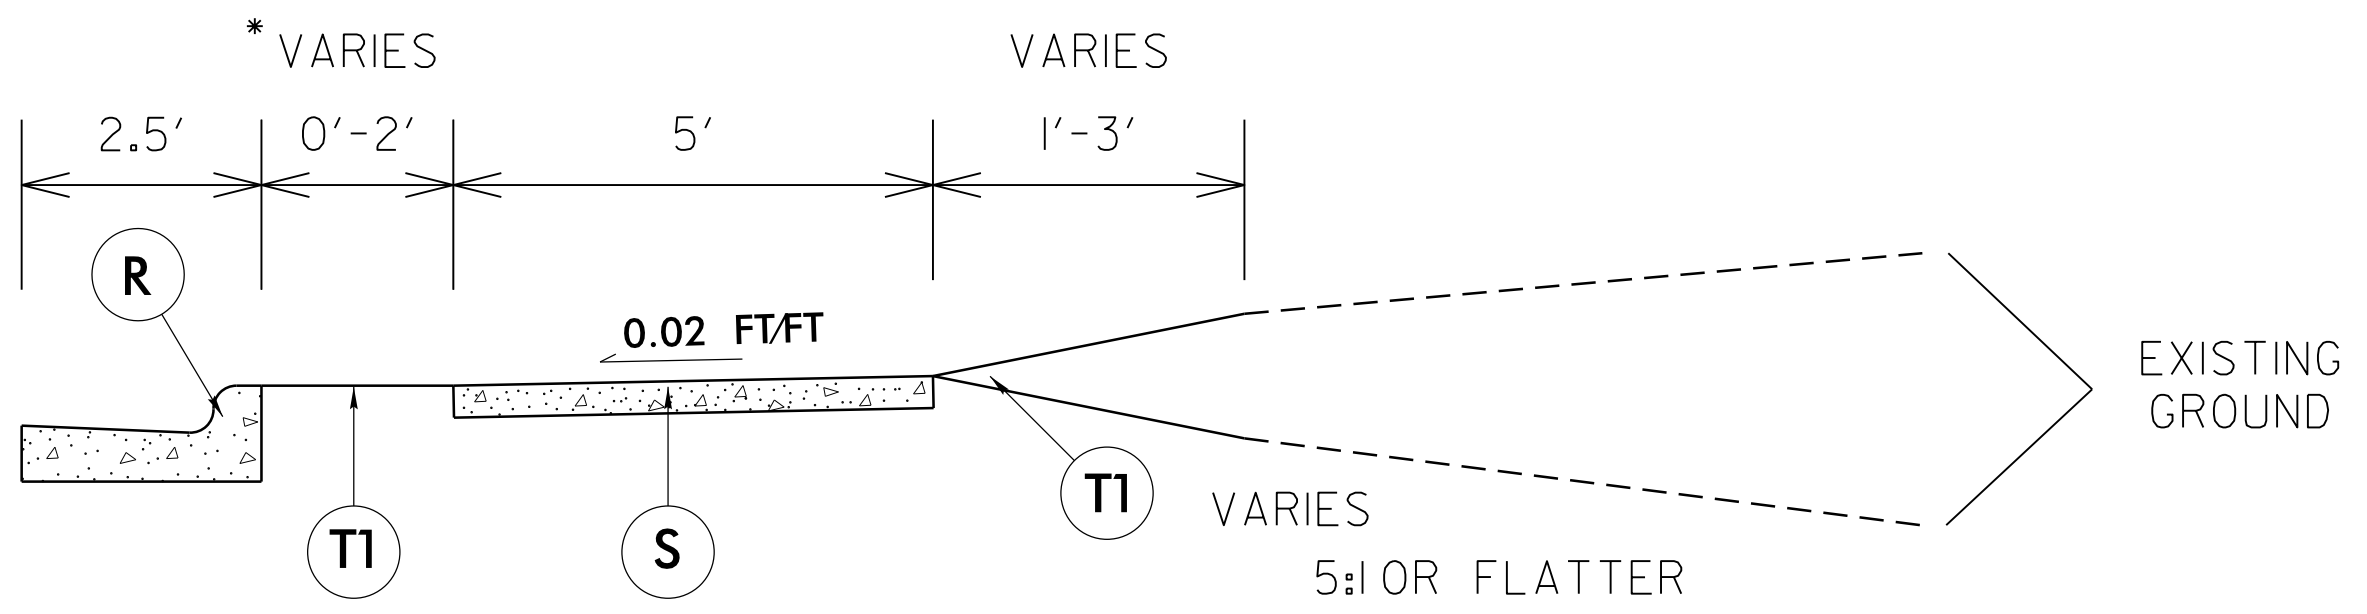 * VARIES
VARIES
2.5'
0'-2'
5'
1'-3'
R
0.02 FT/FT
EXISTING
GROUND
T1
S
T1
VARIES
5:1 OR FLATTER